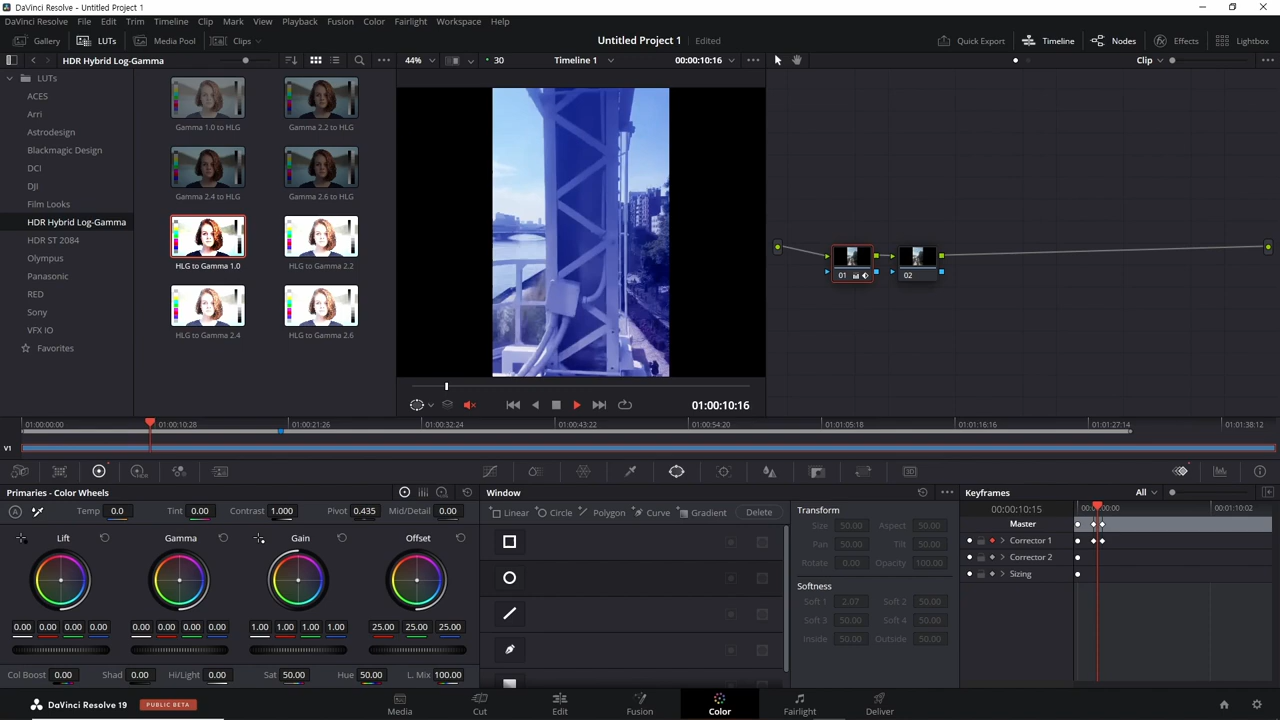 DaVinci Resolve - Untitled Project 1
DaVinci Resolve File Edit Trim Timeline Clip Mark View Playback Fusion Color Fairlight Workspace Help
Gallery LUTs Media Pool Clips Untitled Project 1 Edited Quick Export Timeline Nodes Effects Lightbox
HDR Hybrid Log-Gamma 44% 30 Timeline 1 01:00:10:16 Clip
LUTs
ACES
Arri
Astrodesign
Blackmagic Design
DCI
DJI
Film Looks
HDR Hybrid Log-Gamma
HDR ST 2084
Olympus
Panasonic
RED
Sony
VFX IO
Favorites
Gamma 1.0 to HLG Gamma 2.2 to HLG
Gamma 2.4 to HLG Gamma 2.6 to HLG
HLG to Gamma 1.0 HLG to Gamma 2.2
HLG to Gamma 2.4 HLG to Gamma 2.6
01 02
01:00:10:16
01:00:00:00 01:00:10:28 01:00:21:26 01:00:32:24 01:00:43:22 01:00:54:20 01:01:05:18 01:01:16:16 01:01:27:14 01:01:38:12
V1
Primaries - Color Wheels
Temp 0.0 Tint 0.00 Contrast 1.000 Pivot 0.435 Mid/Detail 0.00
Lift Gamma Gain Offset
0.00 0.00 0.00 0.00 0.00 0.00 0.00 0.00 1.00 1.00 1.00 1.00 25.00 25.00 25.00
Col Boost 0.00 Shad 0.00 Hi/Light 0.00 Sat 50.00 Hue 50.00 L. Mix 100.00
Window
Linear Circle Polygon Curve Gradient Delete
Transform
Size 50.00 Aspect 50.00
Pan 50.00 Tilt 50.00
Rotate 0.00 Opacity 100.00
Softness
Soft 1 2.07 Soft 2 50.00
Soft 3 50.00 Soft 4 50.00
Inside 50.00 Outside 50.00
Keyframes All
00:00:10:15 01:00:10:02
Master
Corrector 1
Corrector 2
Sizing
DaVinci Resolve 19 PUBLIC BETA Media Cut Edit Fusion Color Fairlight Deliver